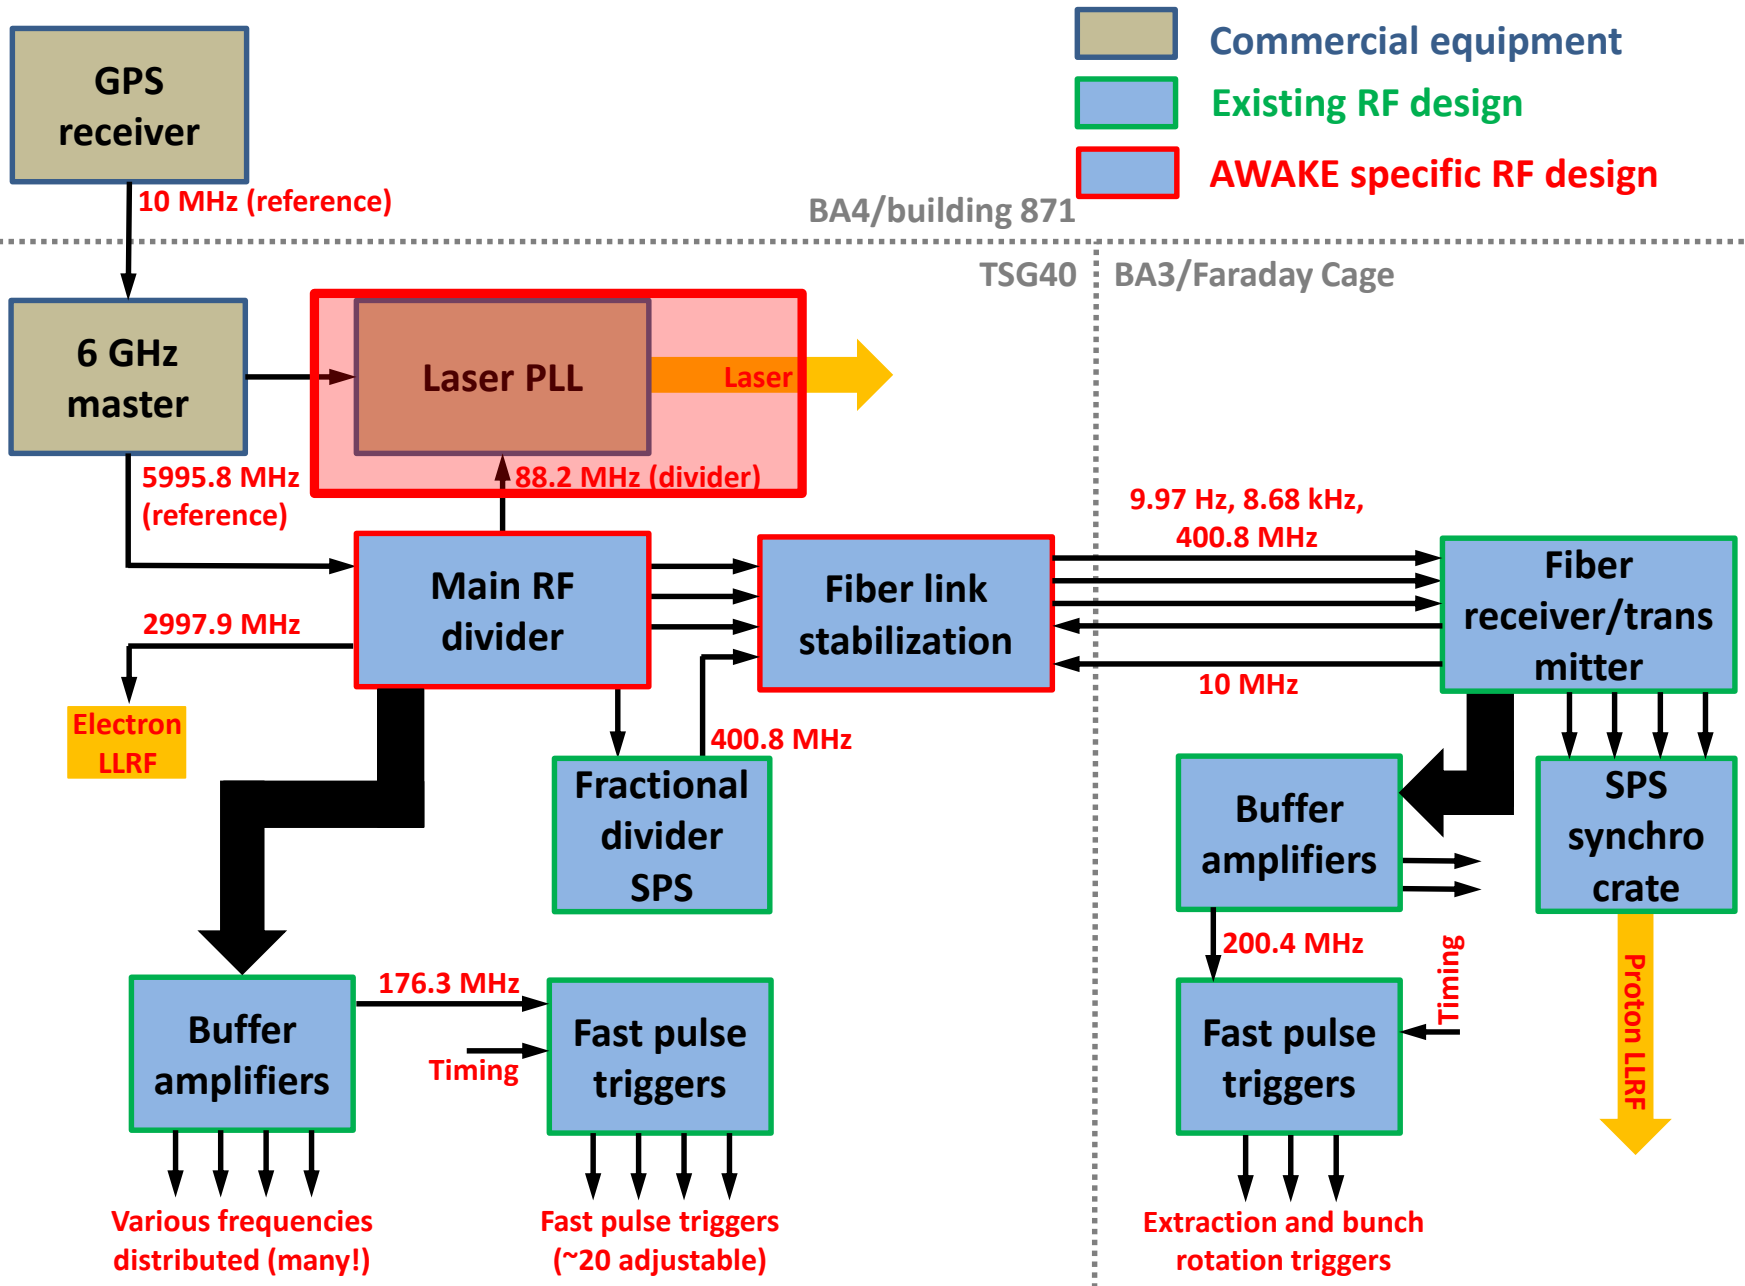 GPS
receiver
Commercial equipment
Existing RF design
AWAKE specific RF design
10 MHz (reference)
BA4/building 871
TSG40
BA3/Faraday Cage
6 GHz
master
Laser PLL
Laser
5995.8 MHz
(reference)
88.2 MHz (divider)
9.97 Hz, 8.68 kHz,
400.8 MHz
Main RF
divider
Fiber link
stabilization
Fiber
receiver/trans
mitter
2997.9 MHz
10 MHz
Electron
LLRF
400.8 MHz
Fractional
divider
SPS
Buffer
amplifiers
SPS
synchro
crate
200.4 MHz
Timing
Proton LLRF
176.3 MHz
Buffer
amplifiers
Timing
Fast pulse
triggers
Fast pulse
triggers
Various frequencies
distributed (many!)
Fast pulse triggers
(~20 adjustable)
Extraction and bunch
rotation triggers